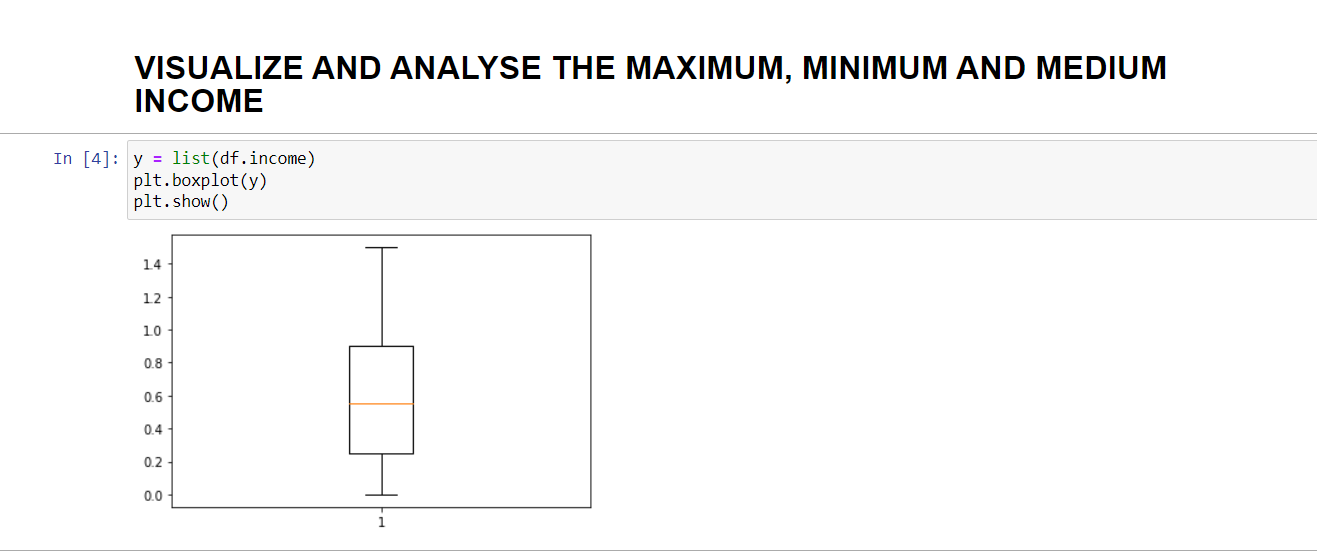 VISUALIZE AND ANALYSE THE MAXIMUM, MINIMUM AND MEDIUM
INCOME
In [4]: y = list(df.income)
plt.boxplot(y)
plt.show()
1.4
1.2
1.0
0.8
0.6
0.4
0.2
0.0
1